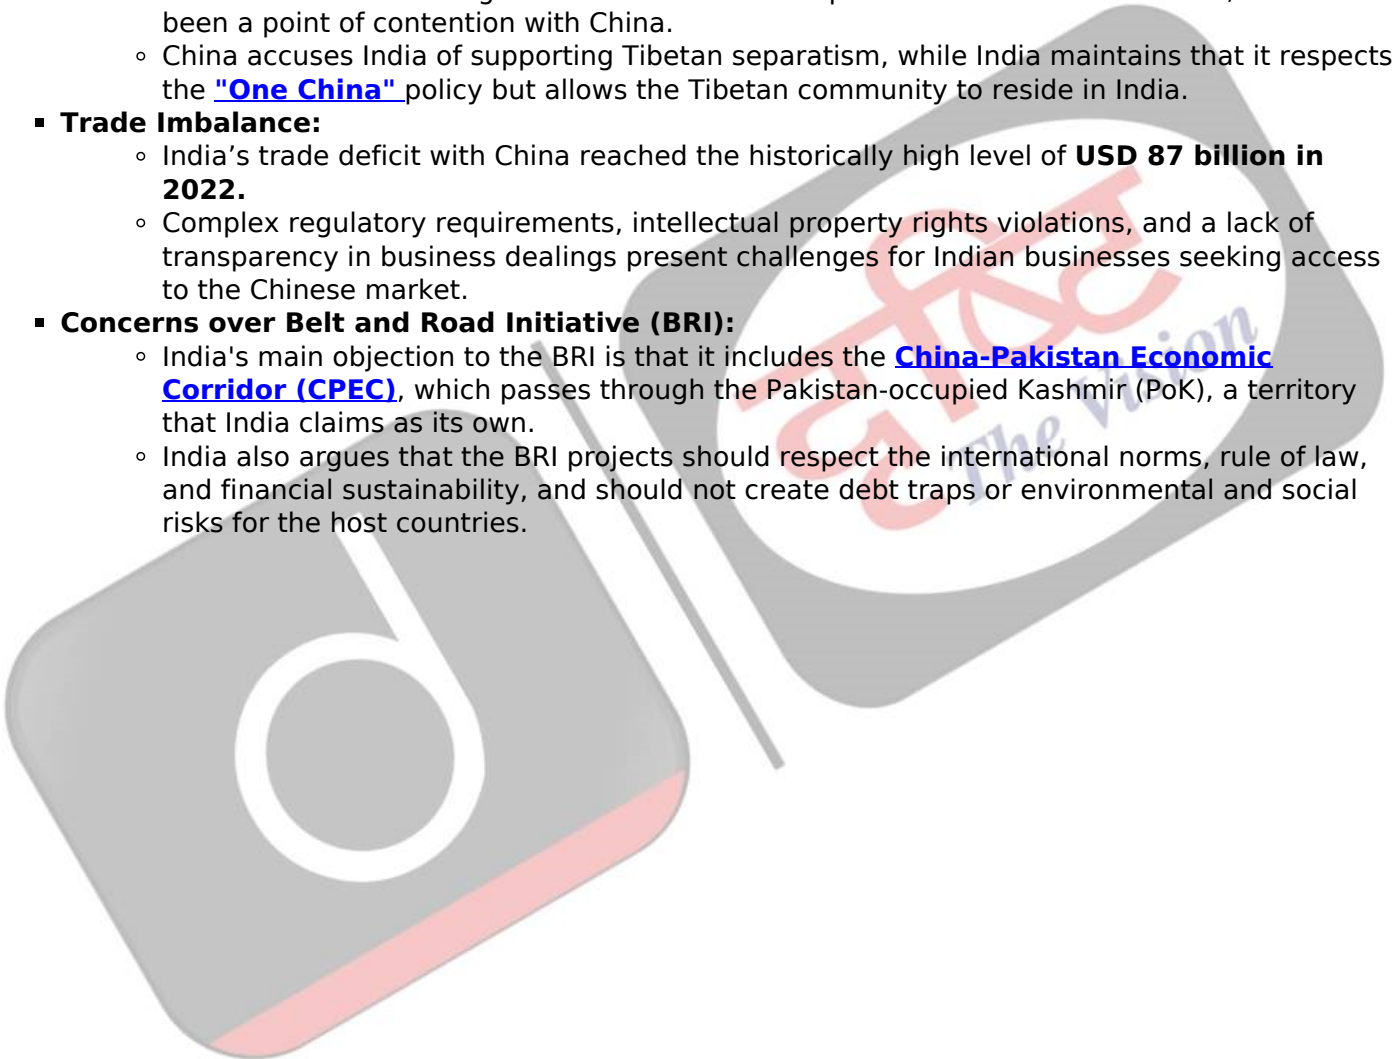 been a point of contention with China.
○ China accuses India of supporting Tibetan separatism, while India maintains that it respects
the "One China" policy but allows the Tibetan community to reside in India.
▪ Trade Imbalance:
○ India’s trade deficit with China reached the historically high level of USD 87 billion in
2022.
○ Complex regulatory requirements, intellectual property rights violations, and a lack of
transparency in business dealings present challenges for Indian businesses seeking access
to the Chinese market.
▪ Concerns over Belt and Road Initiative (BRI):
○ India's main objection to the BRI is that it includes the China-Pakistan Economic
Corridor (CPEC), which passes through the Pakistan-occupied Kashmir (PoK), a territory
that India claims as its own.
○ India also argues that the BRI projects should respect the international norms, rule of law,
and financial sustainability, and should not create debt traps or environmental and social
risks for the host countries.
दृष्टि
The Vision
d